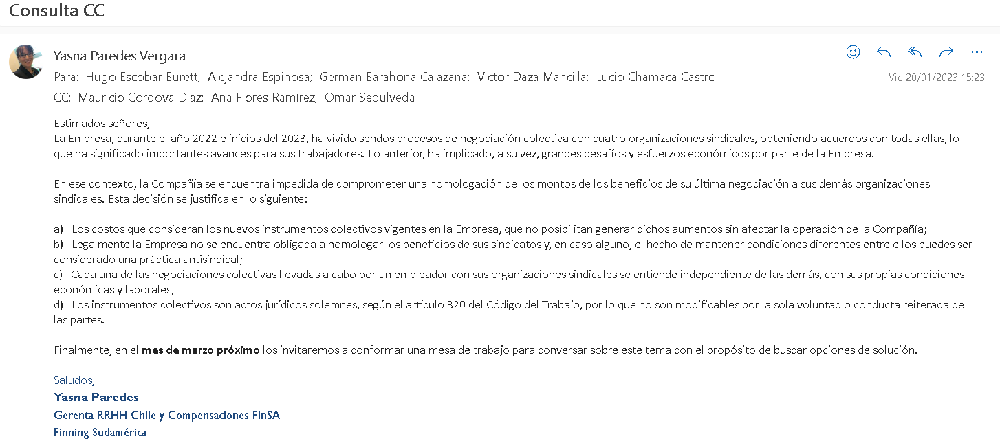 Consulta CC
Yasna Paredes Vergara
Para: Hugo Escobar Burett; Alejandra Espinosa; German Barahona Calazana; Victor Daza Mancilla; Lucio Chamaca Castro
Vie 20/01/2023 15:23
CC: Mauricio Cordova Diaz; Ana Flores Ramírez; Omar Sepulveda
Estimados señores,
La Empresa, durante el año 2022 e inicios del 2023, ha vivido sendos procesos de negociación colectiva con cuatro organizaciones sindicales, obteniendo acuerdos con todas ellas, lo
que ha significado importantes avances para sus trabajadores. Lo anterior, ha implicado, a su vez, grandes desafíos y esfuerzos económicos por parte de la Empresa.
En ese contexto, la Compañía se encuentra impedida de comprometer una homologación de los montos de los beneficios de su última negociación a sus demás organizaciones
sindicales. Esta decisión se justifica en lo siguiente:
a) Los costos que consideran los nuevos instrumentos colectivos vigentes en la Empresa, que no posibilitan generar dichos aumentos sin afectar la operación de la Compañía;
b) Legalmente la Empresa no se encuentra obligada a homologar los beneficios de sus sindicatos y, en caso alguno, el hecho de mantener condiciones diferentes entre ellos puedes ser
considerado una práctica antisindical;
c) Cada una de las negociaciones colectivas llevadas a cabo por un empleador con sus organizaciones sindicales se entiende independiente de las demás, con sus propias condiciones
económicas y laborales,
d) Los instrumentos colectivos son actos jurídicos solemnes, según el artículo 320 del Código del Trabajo, por lo que no son modificables por la sola voluntad o conducta reiterada de
las partes.
Finalmente, en el mes de marzo próximo los invitaremos a conformar una mesa de trabajo para conversar sobre este tema con el propósito de buscar opciones de solución.
Saludos,
Yasna Paredes
Gerenta RRHH Chile y Compensaciones FinSA
Finning Sudamérica